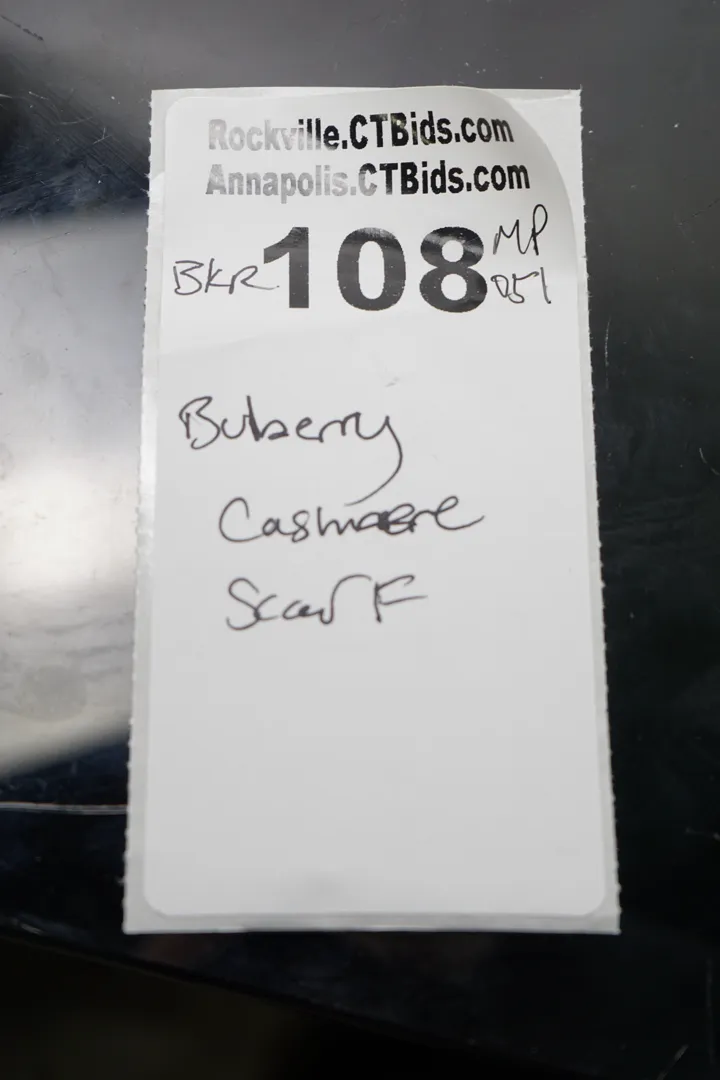 Rockville.CTBids.com
Annapolis.CTBids.com
BKR 108 MP
051
Buberry
Cashmere
Scarf